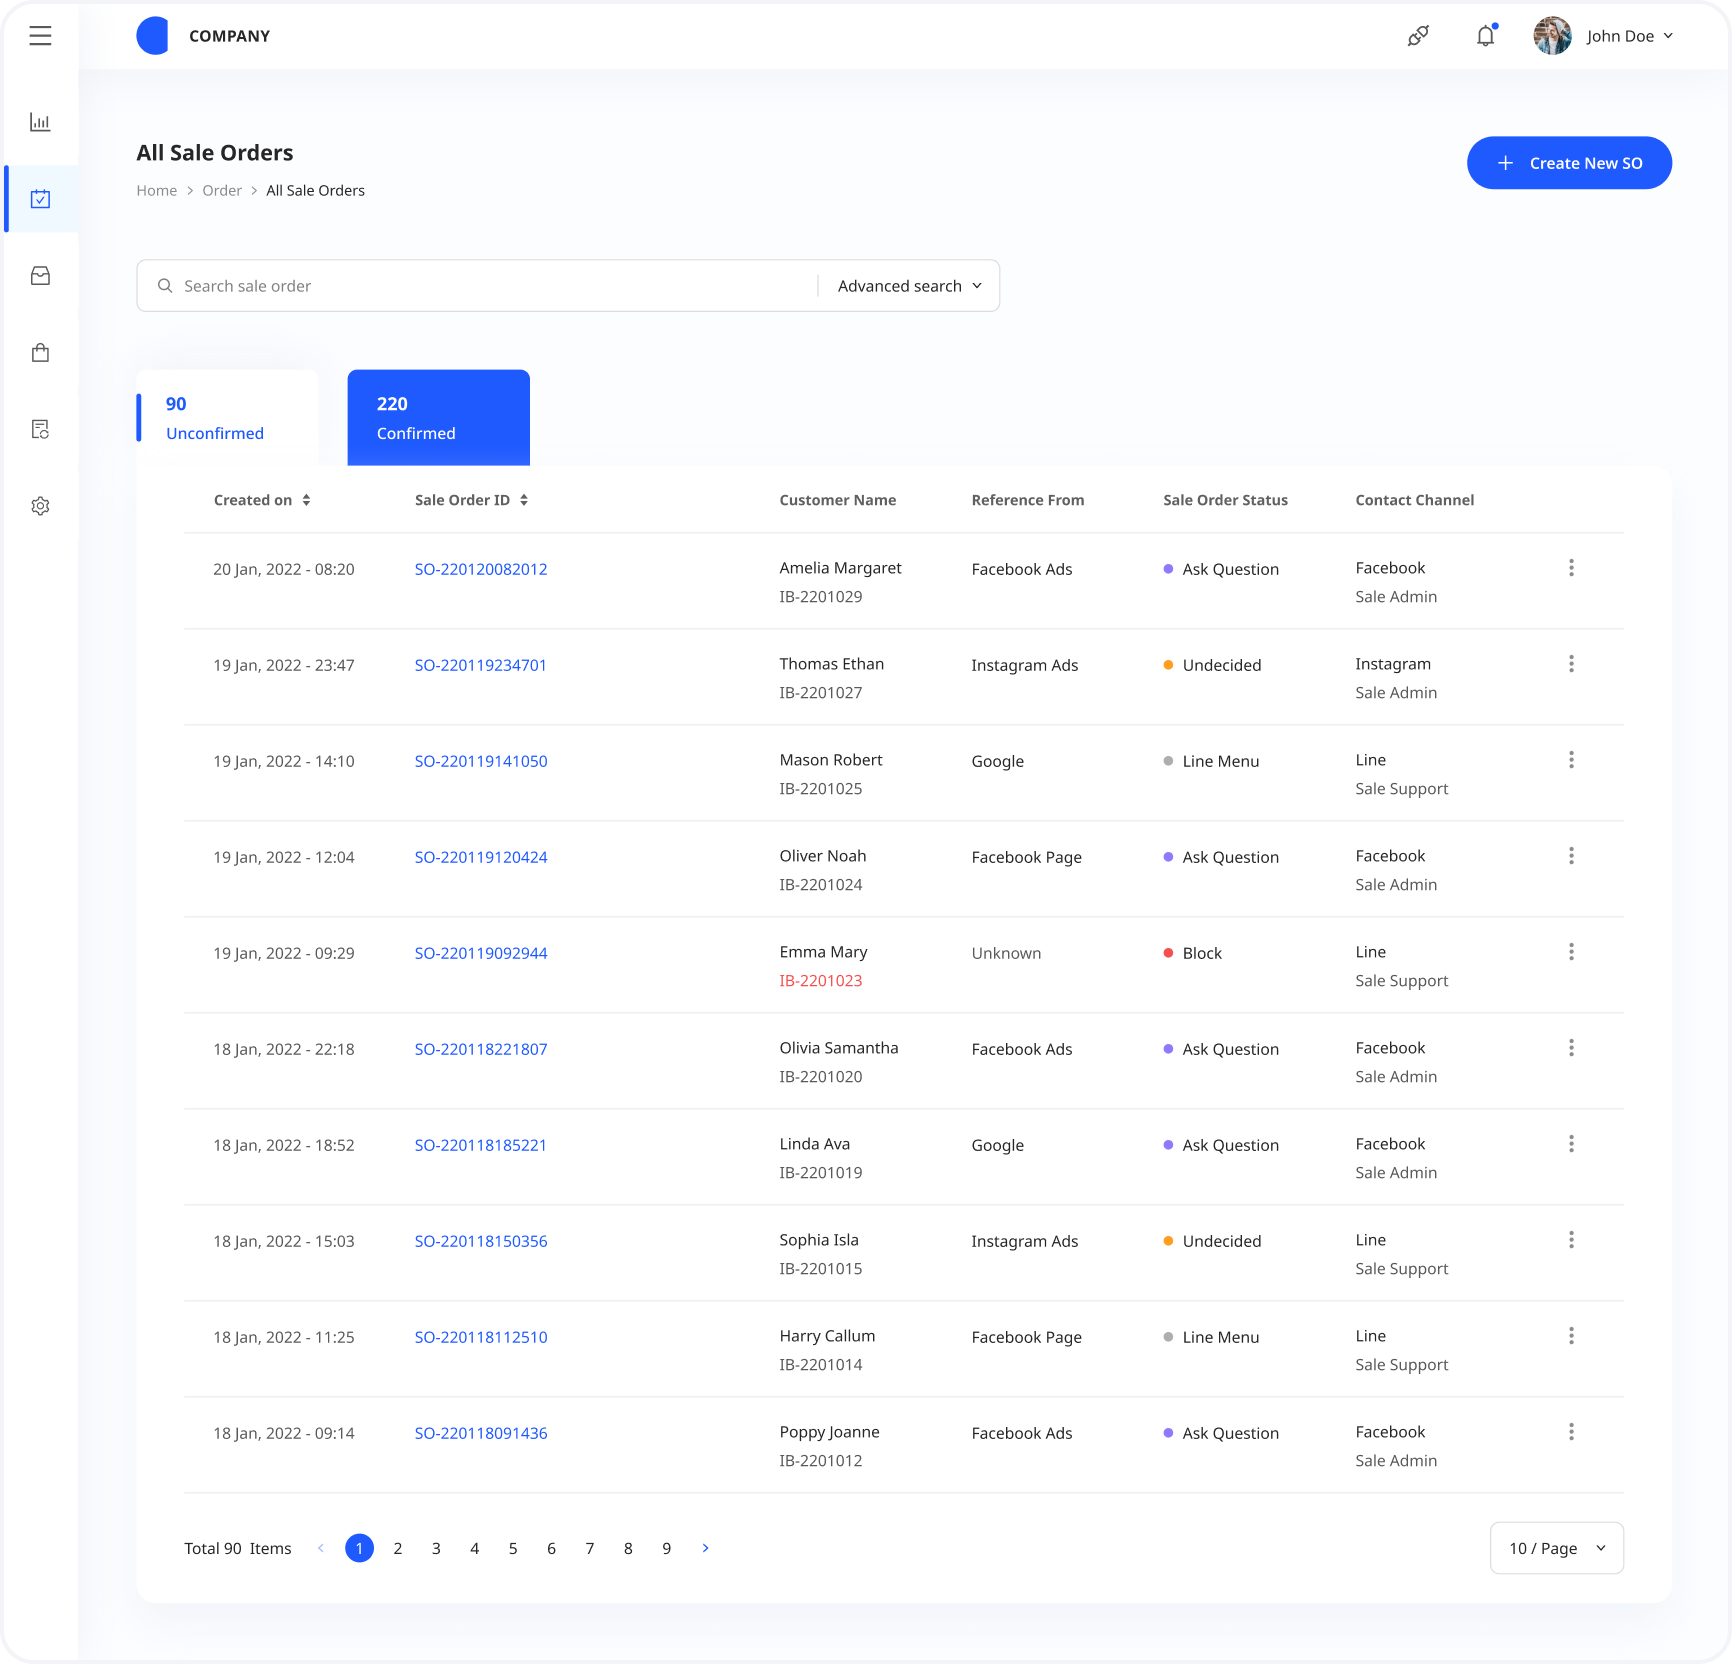 COMPANY
John Doe
All Sale Orders
Create New SO
Home > Order > All Sale Orders
Search sale order
Advanced search
90
Unconfirmed
220
Confirmed
Created on Sale Order ID Customer Name Reference From Sale Order Status Contact Channel
20 Jan, 2022 - 08:20 SO-220120082012 Amelia Margaret Facebook Ads Ask Question Facebook
IB-2201029 Sale Admin
19 Jan, 2022 - 23:47 SO-220119234701 Thomas Ethan Instagram Ads Undecided Instagram
IB-2201027 Sale Admin
19 Jan, 2022 - 14:10 SO-220119141050 Mason Robert Google Line Menu Line
IB-2201025 Sale Support
19 Jan, 2022 - 12:04 SO-220119120424 Oliver Noah Facebook Page Ask Question Facebook
IB-2201024 Sale Admin
19 Jan, 2022 - 09:29 SO-220119092944 Emma Mary Unknown Block Line
IB-2201023 Sale Support
18 Jan, 2022 - 22:18 SO-220118221807 Olivia Samantha Facebook Ads Ask Question Facebook
IB-2201020 Sale Admin
18 Jan, 2022 - 18:52 SO-220118185221 Linda Ava Google Ask Question Facebook
IB-2201019 Sale Admin
18 Jan, 2022 - 15:03 SO-220118150356 Sophia Isla Instagram Ads Undecided Line
IB-2201015 Sale Support
18 Jan, 2022 - 11:25 SO-220118112510 Harry Callum Facebook Page Line Menu Line
IB-2201014 Sale Support
18 Jan, 2022 - 09:14 SO-220118091436 Poppy Joanne Facebook Ads Ask Question Facebook
IB-2201012 Sale Admin
Total 90 Items < 1 2 3 4 5 6 7 8 9 > 10 / Page